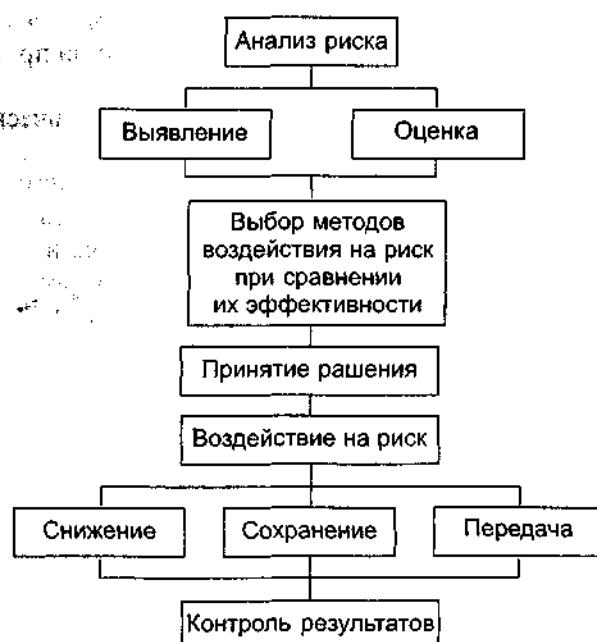 Анализ риска
Выявление
Оценка
Выбор методов
воздействия на риск
при сравнении
их эффективности
Принятие рашения
Воздействие на риск
Снижение
Сохранение
Передача
Контроль результатов